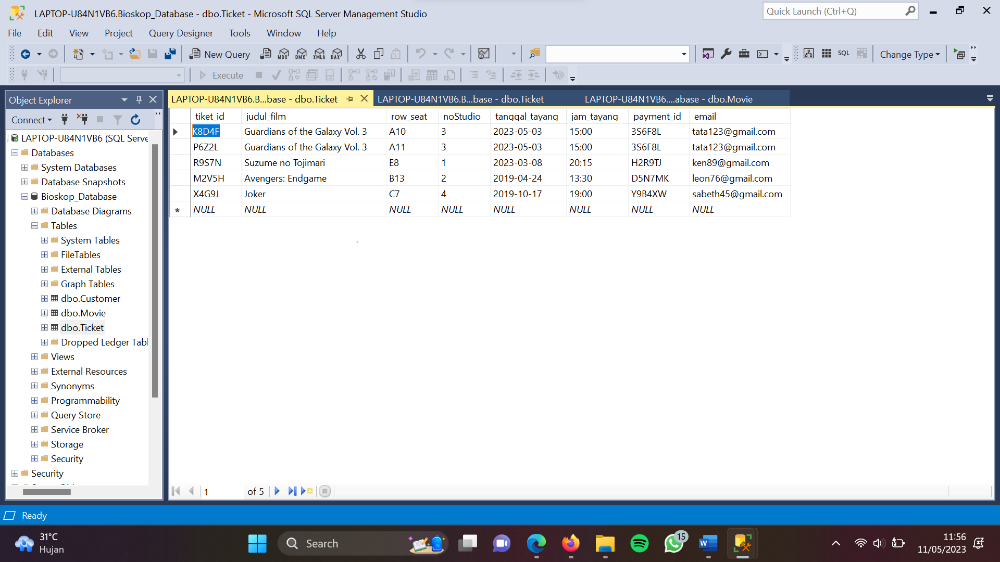 LAPTOP-U84N1VB6.Bioskop_Database - dbo.Ticket - Microsoft SQL Server Management Studio
Quick Launch (Ctrl+Q)
File Edit View Project Query Designer Tools Window Help
New Query MDX DMX XMLA DAX SQL Change Type
Execute
Object Explorer
LAPTOP-U84N1VB6.B...base - dbo.Ticket LAPTOP-U84N1VB6.B...base - dbo.Ticket LAPTOP-U84N1VB6....abase - dbo.Movie
Connect
LAPTOP-U84N1VB6 (SQL Serve
Databases
System Databases
Database Snapshots
Bioskop_Database
Database Diagrams
Tables
System Tables
FileTables
External Tables
Graph Tables
dbo.Customer
dbo.Movie
dbo.Ticket
Dropped Ledger Tabl
Views
External Resources
Synonyms
Programmability
Query Store
Service Broker
Storage
Security
Security
tiket_id judul_film row_seat noStudio tanggal_tayang jam_tayang payment_id email
K8D4F Guardians of the Galaxy Vol. 3 A10 3 2023-05-03 15:00 3S6F8L tata123@gmail.com
P6Z2L Guardians of the Galaxy Vol. 3 A11 3 2023-05-03 15:00 3S6F8L tata123@gmail.com
R9S7N Suzume no Tojimari E8 1 2023-03-08 20:15 H2R9TJ ken89@gmail.com
M2V5H Avengers: Endgame B13 2 2019-04-24 13:30 D5N7MK leon76@gmail.com
X4G9J Joker C7 4 2019-10-17 19:00 Y9B4XW sabeth45@gmail.com
NULL NULL NULL NULL NULL NULL NULL NULL
1 of 5
Ready
31°C
Hujan
Search
15
11:56
11/05/2023